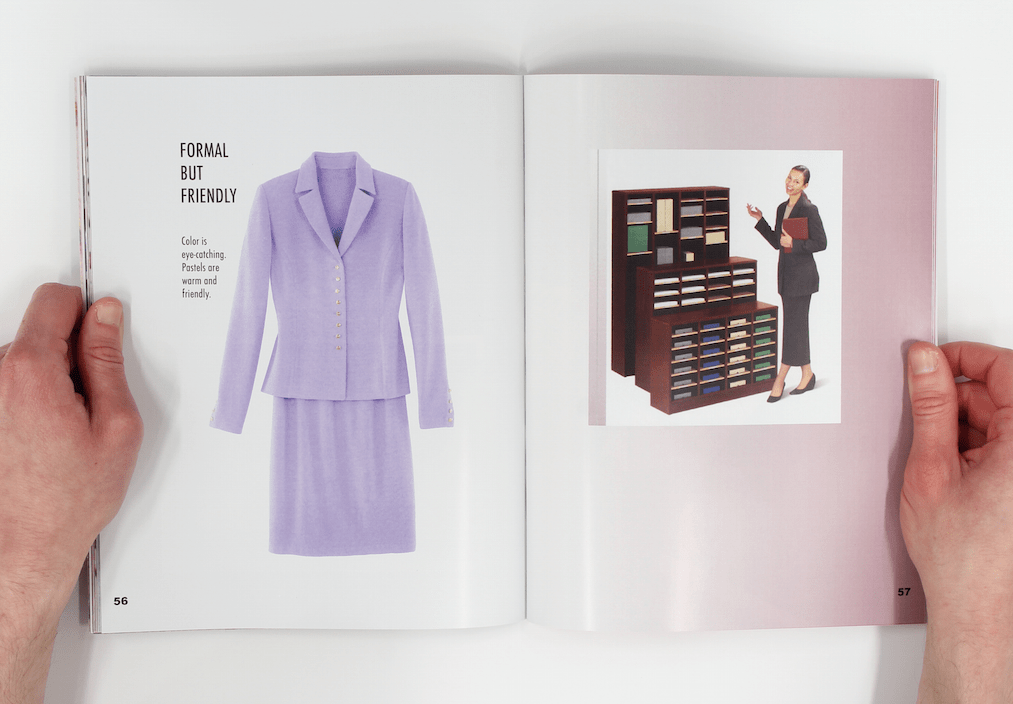 FORMAL
BUT
FRIENDLY
Color is
eye-catching.
Pastels are
warm and
friendly.
56
57